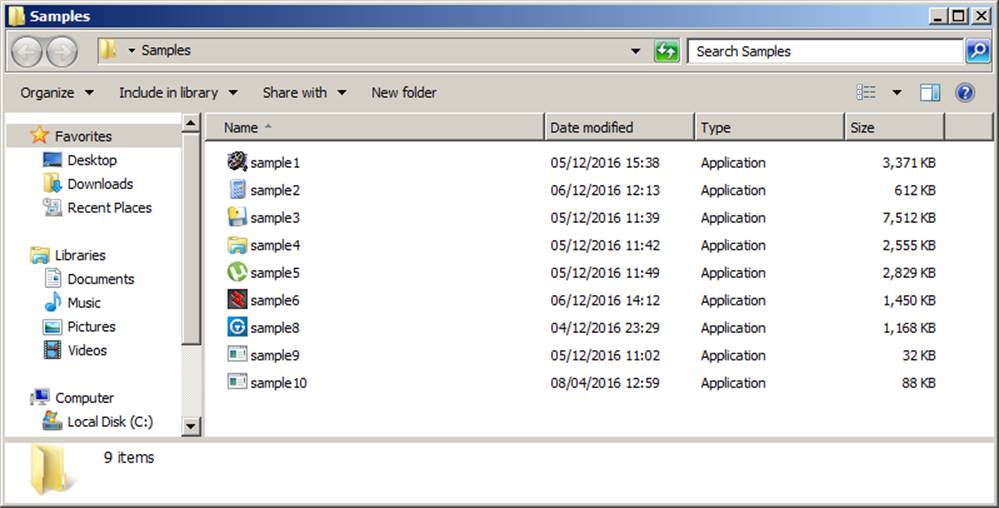 Samples
Samples Search Samples
Organize Include in library Share with New folder
Favorites
Desktop
Downloads
Recent Places
Libraries
Documents
Music
Pictures
Videos
Computer
Local Disk (C:)
Name Date modified Type Size
sample1 05/12/2016 15:38 Application 3,371 KB
sample2 06/12/2016 12:13 Application 612 KB
sample3 05/12/2016 11:39 Application 7,512 KB
sample4 05/12/2016 11:42 Application 2,555 KB
sample5 05/12/2016 11:49 Application 2,829 KB
sample6 06/12/2016 14:12 Application 1,450 KB
sample8 04/12/2016 23:29 Application 1,168 KB
sample9 05/12/2016 11:02 Application 32 KB
sample10 08/04/2016 12:59 Application 88 KB
9 items